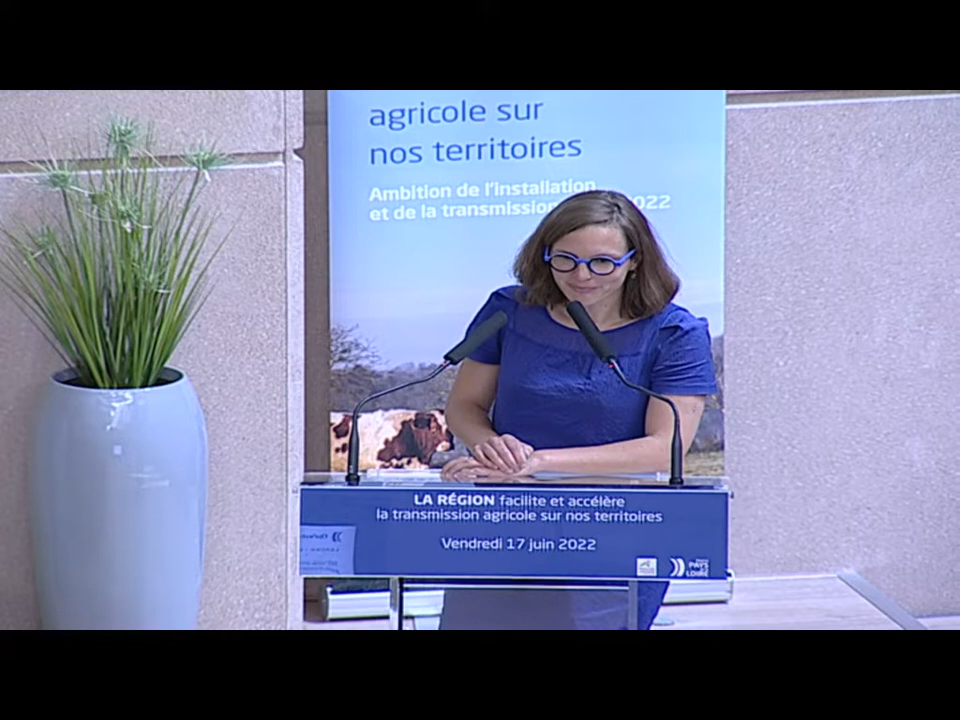 agricole sur
nos territoires
Ambition de l'installation
et de la transmission 2022
LA RÉGION facilite et accélère
la transmission agricole sur nos territoires
Vendredi 17 juin 2022
PAYS
LOIRE